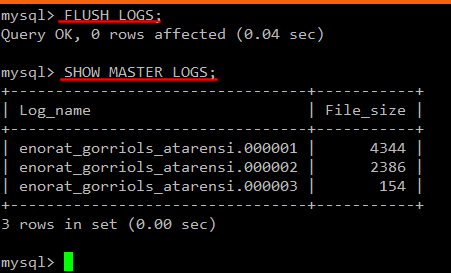 mysql> FLUSH LOGS;
Query OK, 0 rows affected (0.04 sec)
mysql> SHOW MASTER LOGS;
+------------------------------+-----------+
| Log_name                     | File_size |
+------------------------------+-----------+
| enorat_gorriols_atarensi.000001 | 4344 |
| enorat_gorriols_atarensi.000002 | 2386 |
| enorat_gorriols_atarensi.000003 | 154 |
+------------------------------+-----------+
3 rows in set (0.00 sec)
mysql>